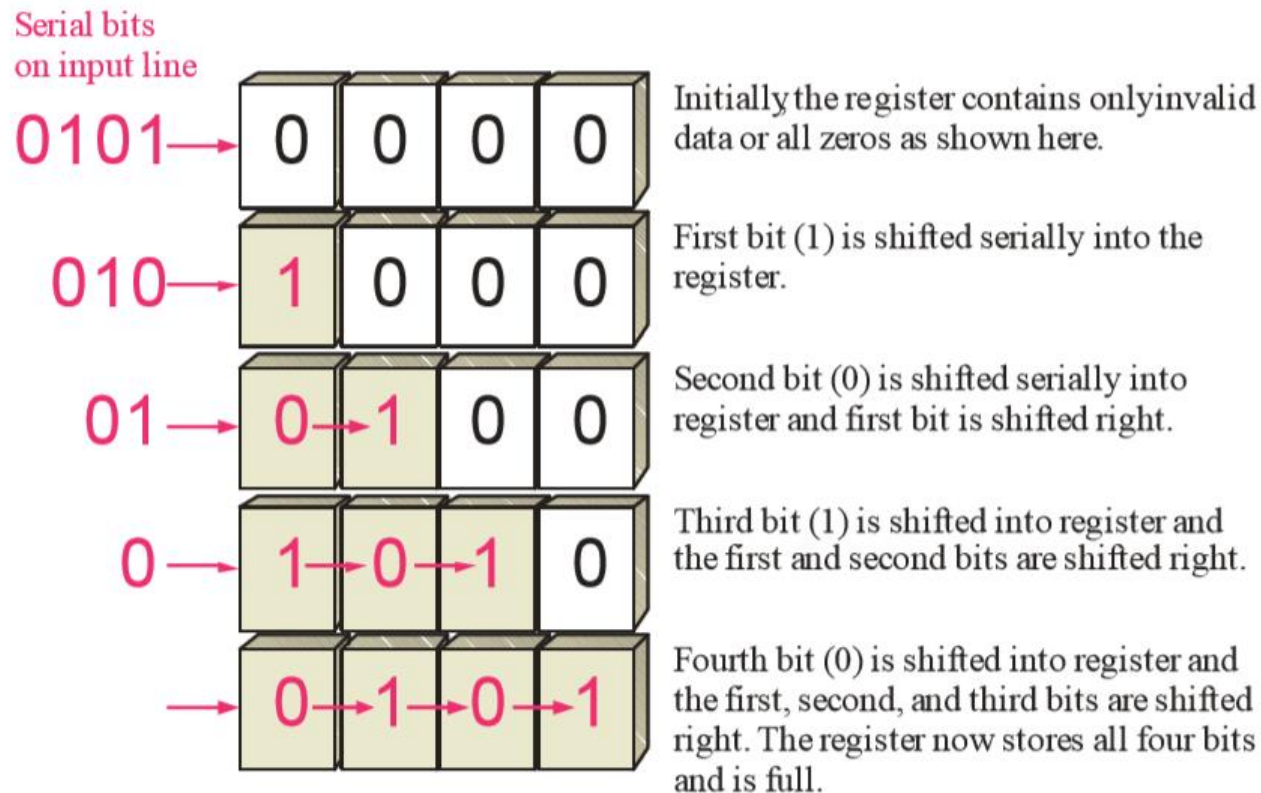 Serial bits
on input line
0101 0 0 0 0
Initially, the register contains onlyinvalid
data or all zeros as shown here.
010 1 0 0 0
First bit (1) is shifted serially into the
register.
01 0 1 0 0
Second bit (0) is shifted serially into
register and first bit is shifted right.
0 1 0 1 0
Third bit (1) is shifted into register and
the first and second bits are shifted right.
0 1 0 1
Fourth bit (0) is shifted into register and
the first, second, and third bits are shifted
right. The register now stores all four bits
and is full.